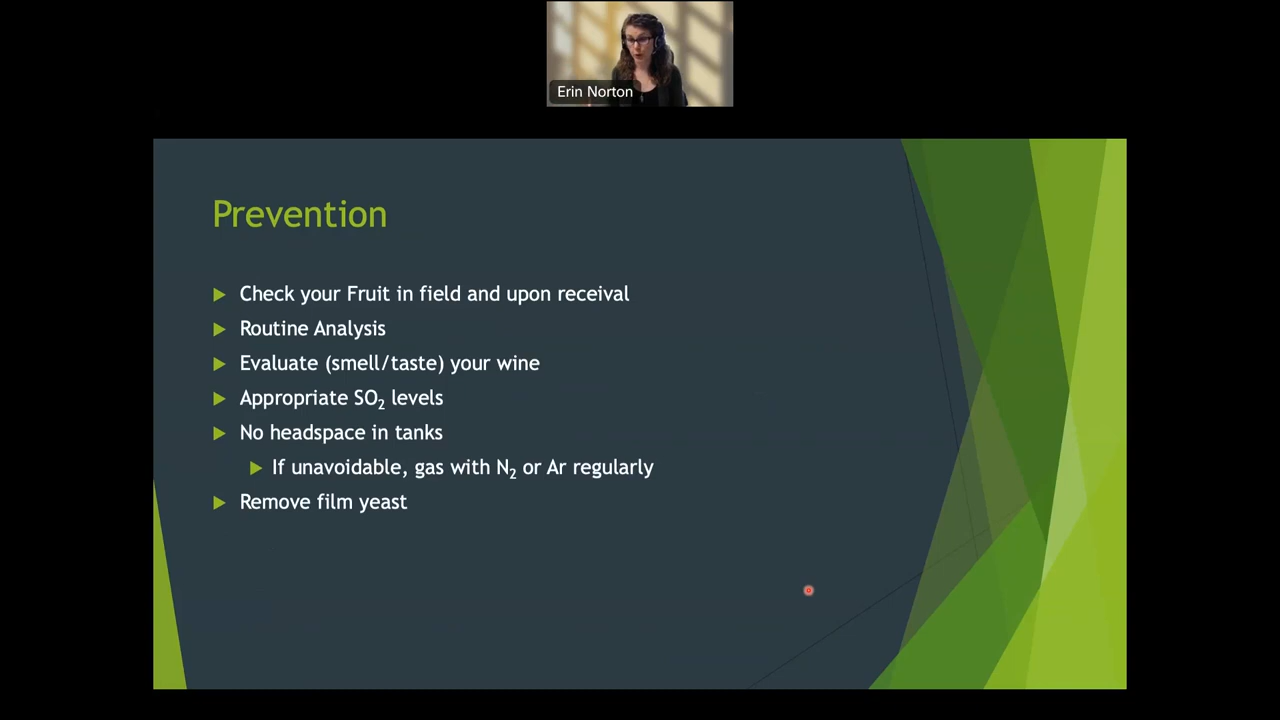 Erin Norton
Prevention
Check your Fruit in field and upon receival
Routine Analysis
Evaluate (smell/taste) your wine
Appropriate SO₂ levels
No headspace in tanks
If unavoidable, gas with N₂ or Ar regularly
Remove film yeast